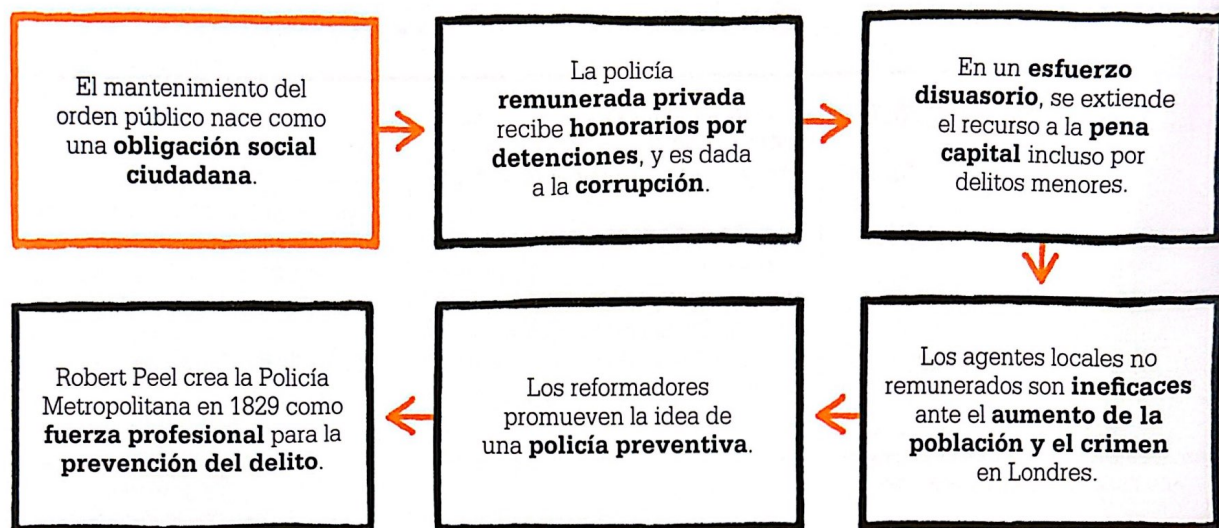 El mantenimiento del
orden público nace como
una obligación social
ciudadana.
La policía
remunerada privada
recibe honorarios por
detenciones, y es dada
a la corrupción.
En un esfuerzo
disuasorio, se extiende
el recurso a la pena
capital incluso por
delitos menores.
Los agentes locales no
remunerados son ineficaces
ante el aumento de la
población y el crimen
en Londres.
Los reformadores
promueven la idea de
una policía preventiva.
Robert Peel crea la Policía
Metropolitana en 1829 como
fuerza profesional para la
prevención del delito.